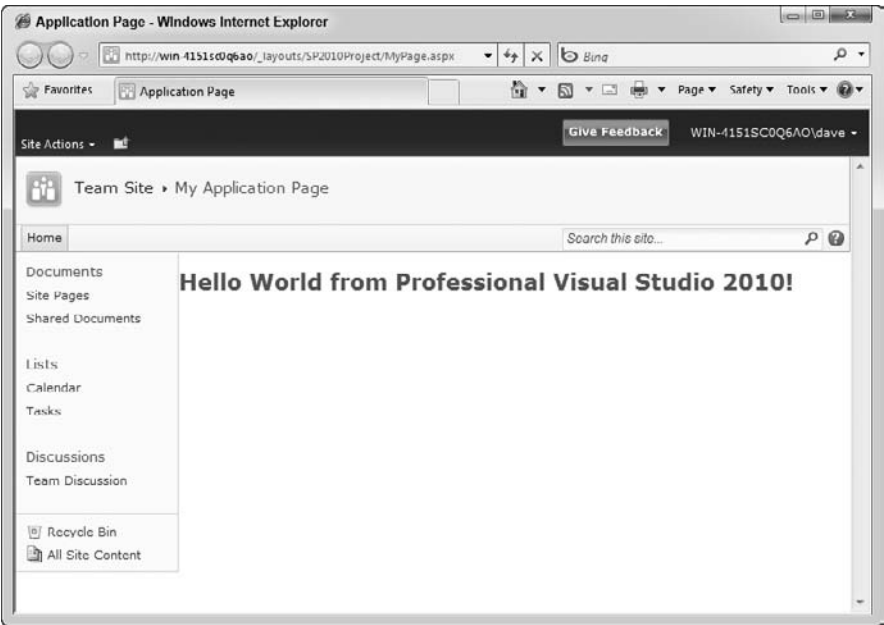 Application Page - Windows Internet Explorer
http://win-4151sc0q6ao/_layouts/SP2010Project/MyPage.aspx
Bing
Favorites
Application Page
Page
Safety
Tools
Site Actions
Give Feedback
WIN-4151SC0Q6AO\dave
Team Site
My Application Page
Home
Search this site...
Documents
Site Pages
Shared Documents
Hello World from Professional Visual Studio 2010!
Lists
Calendar
Tasks
Discussions
Team Discussion
Recycle Bin
All Site Content